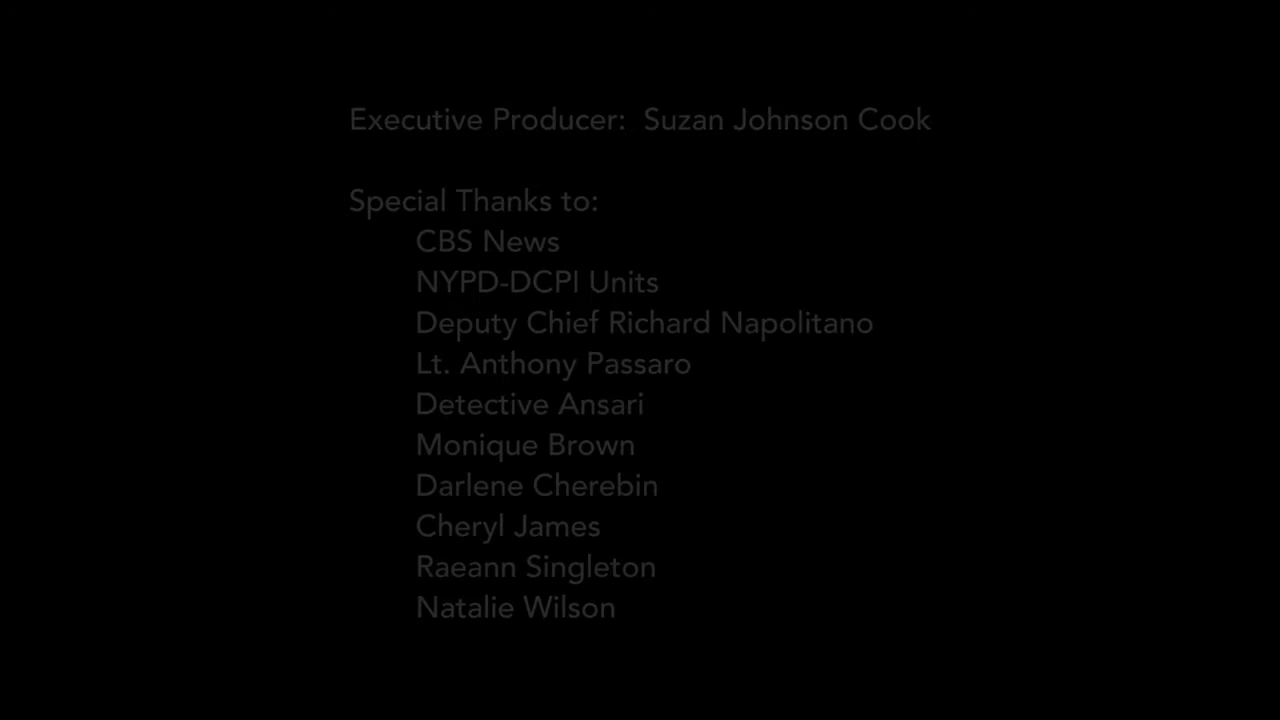 Executive Producer:  Suzan Johnson Cook
Special Thanks to:
CBS News
NYPD-DCPI Units
Deputy Chief Richard Napolitano
Lt. Anthony Passaro
Detective Ansari
Monique Brown
Darlene Cherebin
Cheryl James
Raeann Singleton
Natalie Wilson